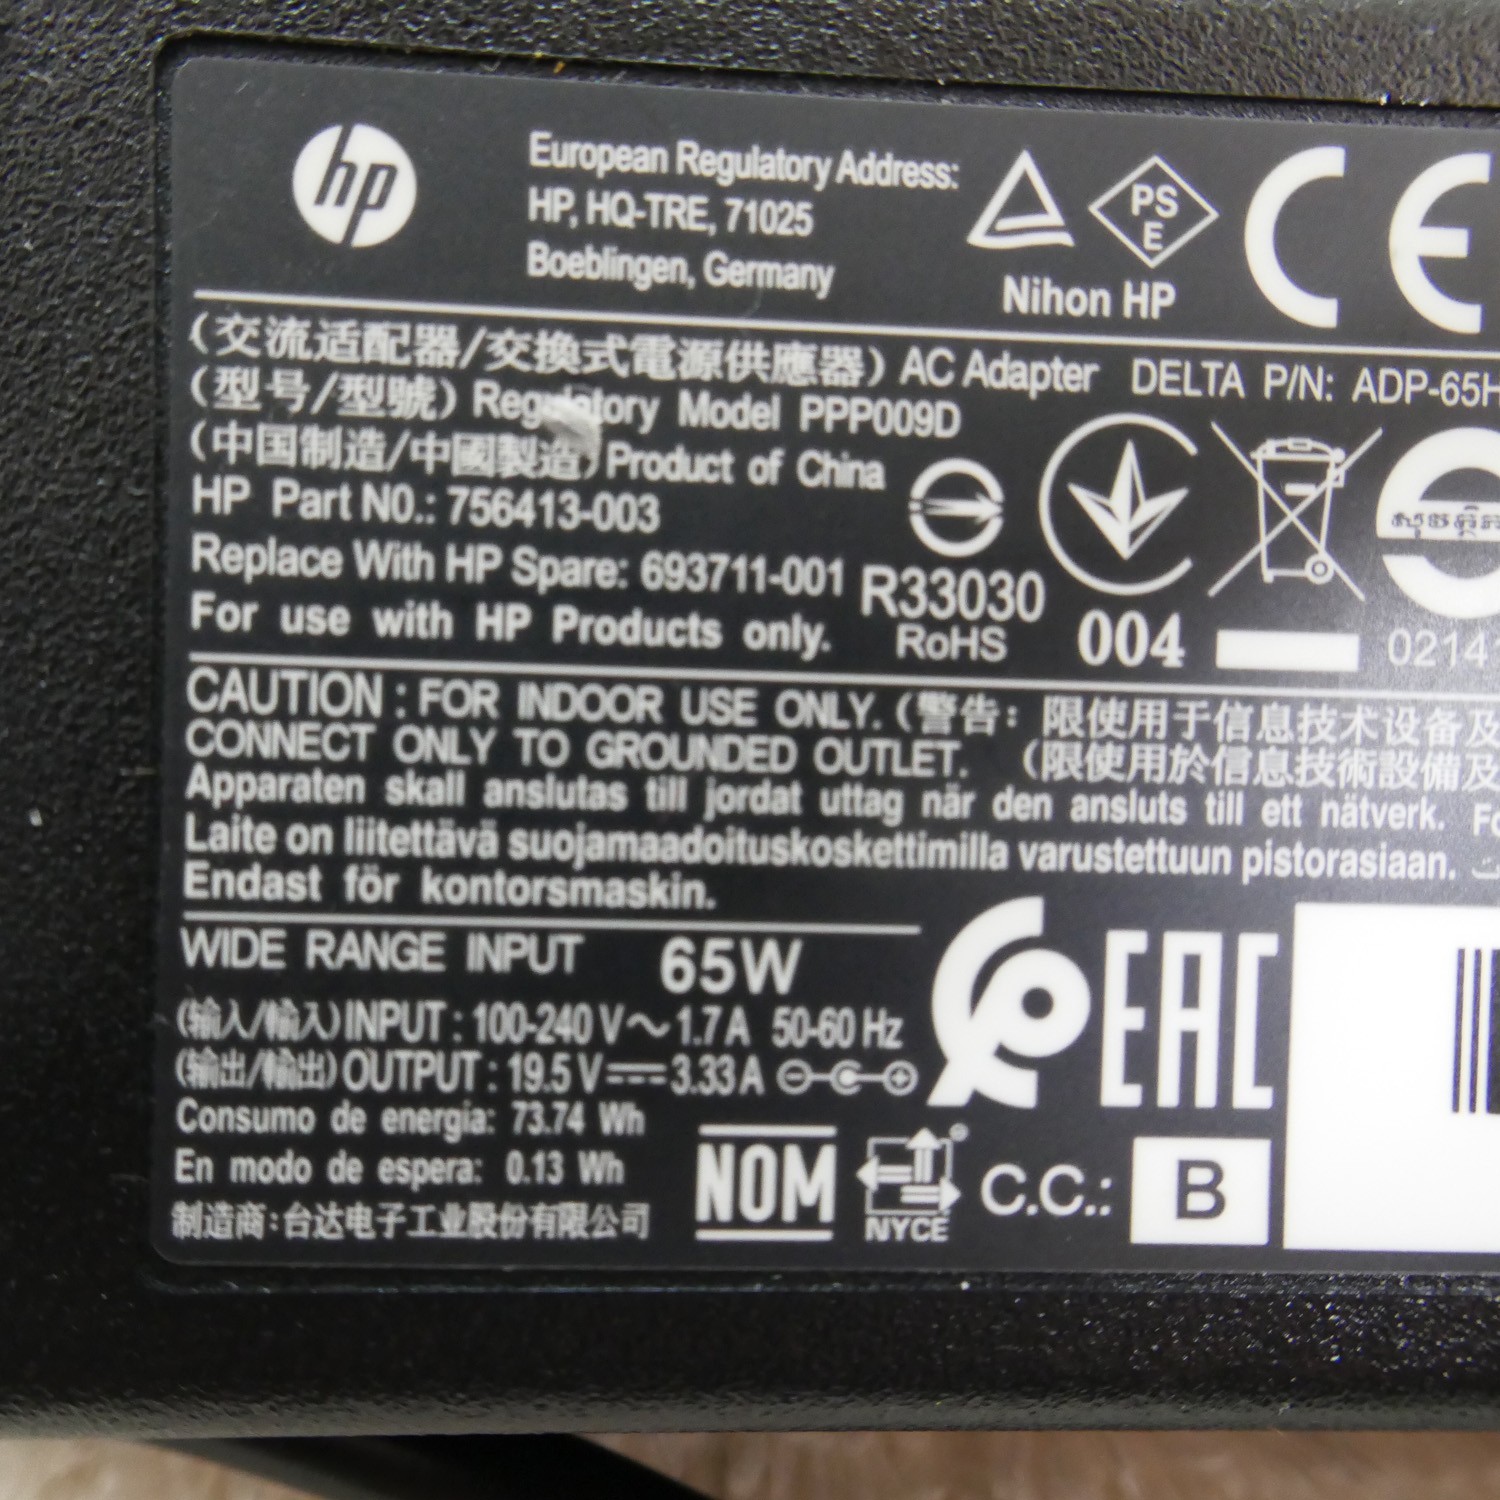 hp
European Regulatory Address:
HP, HQ-TRE, 71025
Boeblingen, Germany
PS
E
Nihon HP
CE
(交流适配器/交換式電源供應器) AC Adapter DELTA P/N: ADP-65H
(型号/型號) Regulatory Model PPP009D
(中国制造/中國製造) Product of China
HP Part N0.: 756413-003
Replace With HP Spare: 693711-001
For use with HP Products only.
R33030
RoHS
004
02141
CAUTION : FOR INDOOR USE ONLY. (警告: 限使用于信息技术设备及
CONNECT ONLY TO GROUNDED OUTLET. (限使用於信息技術設備及
Apparaten skall anslutas till jordat uttag när den ansluts till ett nätverk. Fo
Laite on liitettävä suojamaadoituskoskettimilla varustettuun pistorasiaan.
Endast för kontorsmaskin.
WIDE RANGE INPUT 65W
(输入/輸入) INPUT : 100-240 V～1.7 A 50-60 Hz
(输出/輸出) OUTPUT : 19.5 V⎓3.33 A
Consumo de energia: 73.74 Wh
En modo de espera: 0.13 Wh
制造商:台达电子工业股份有限公司
EAC
NOM
NYCE
C.C.: B